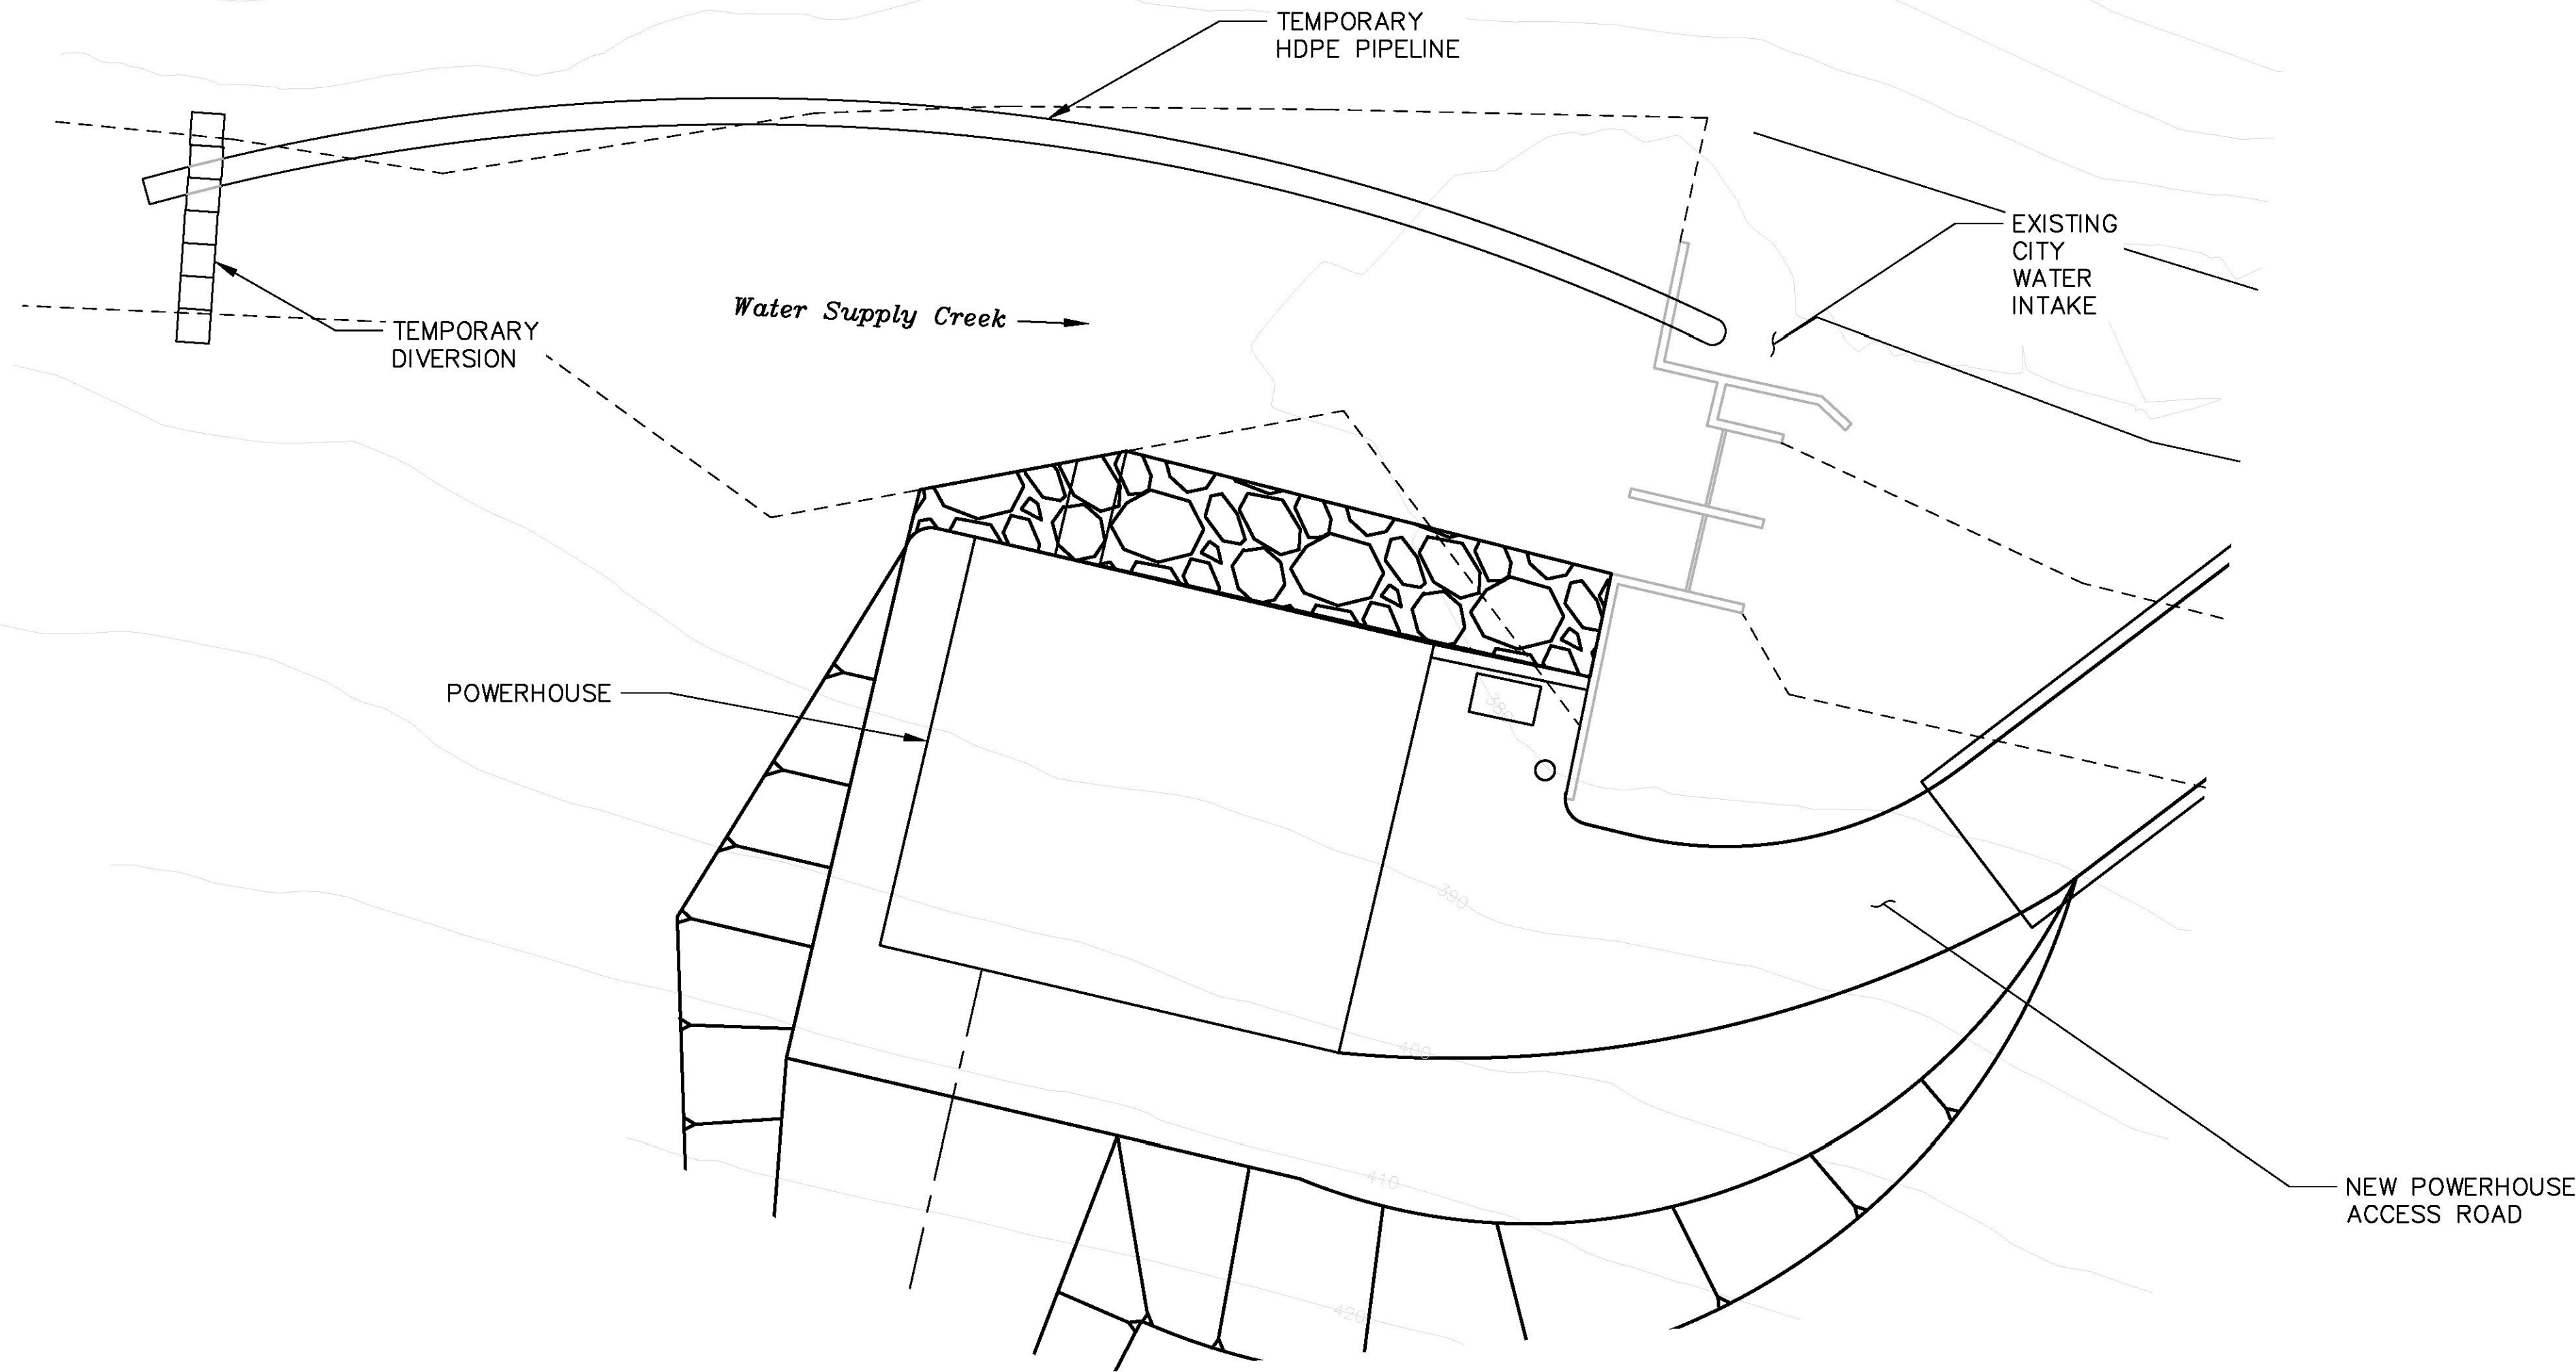 TEMPORARY
HDPE PIPELINE
EXISTING
CITY
WATER
INTAKE
Water Supply Creek
TEMPORARY
DIVERSION
POWERHOUSE
380
390
400
410
420
NEW POWERHOUSE
ACCESS ROAD